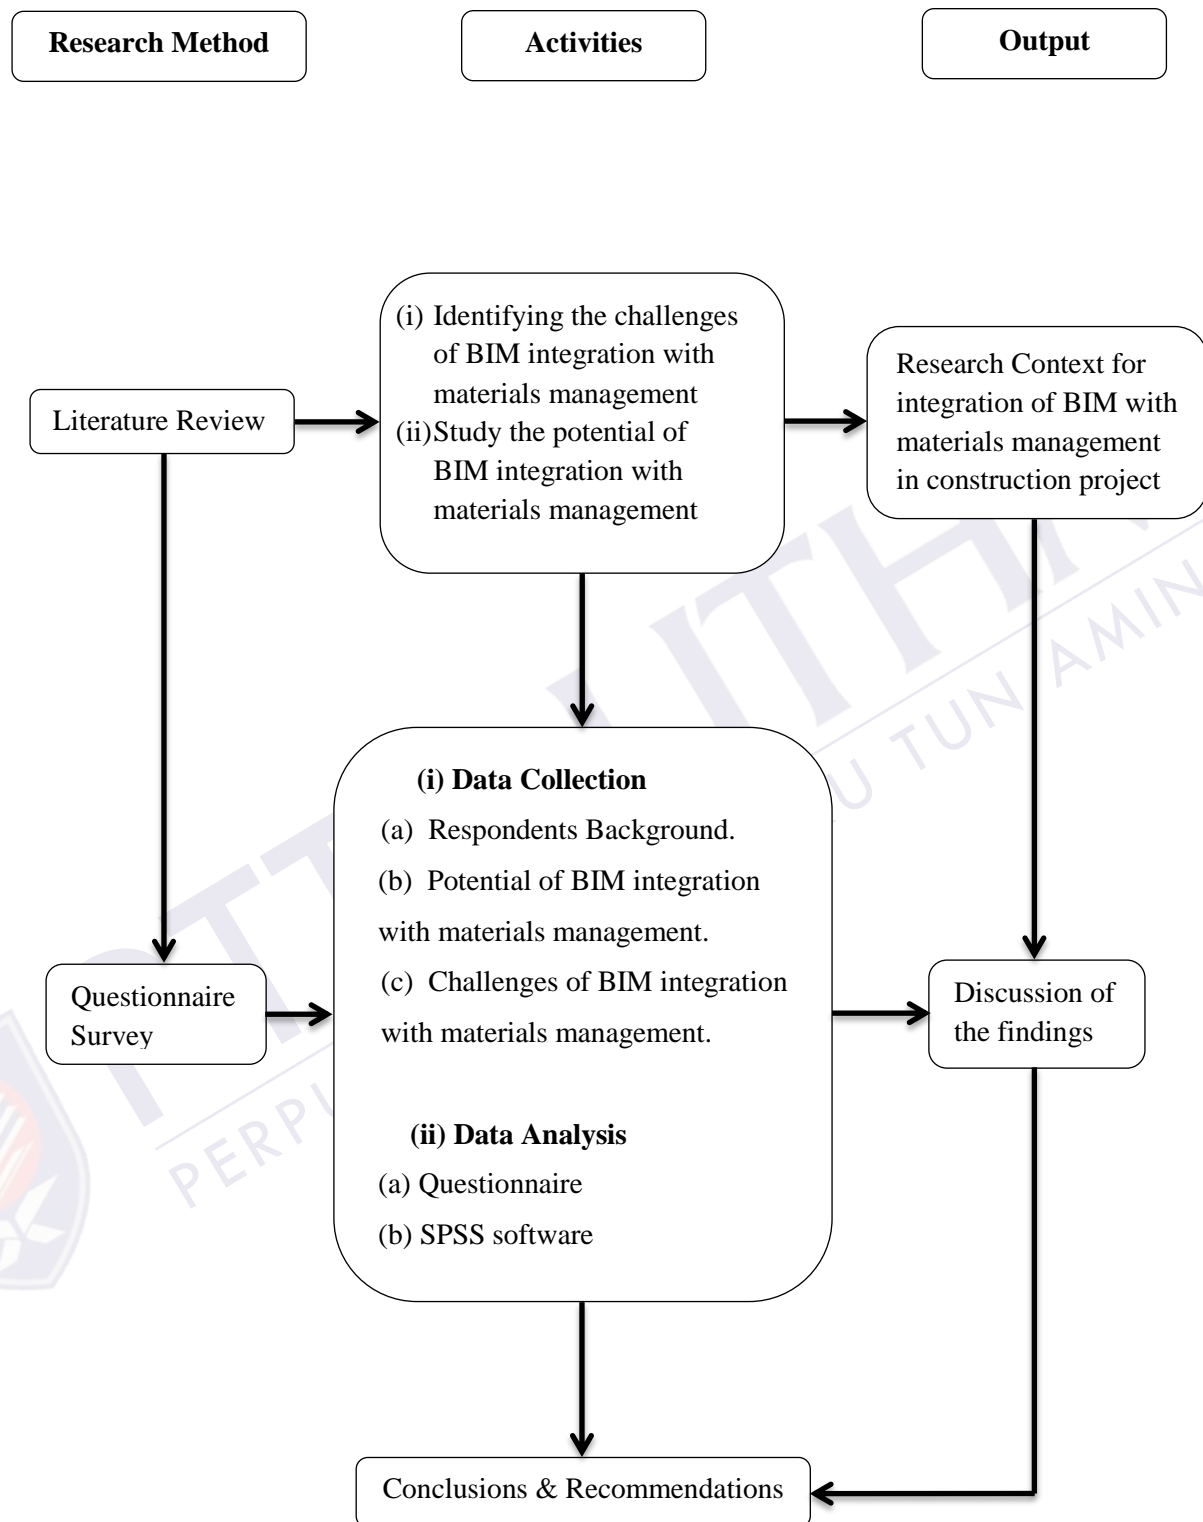 Research Method
Activities
Output
(i) Identifying the challenges
of BIM integration with
materials management
(ii)Study the potential of
BIM integration with
materials management
Literature Review
Research Context for
integration of BIM with
materials management
in construction project
(i) Data Collection
(a) Respondents Background.
(b) Potential of BIM integration
with materials management.
(c) Challenges of BIM integration
with materials management.
(ii) Data Analysis
(a) Questionnaire
(b) SPSS software
Questionnaire
Survey
Discussion of
the findings
Conclusions & Recommendations